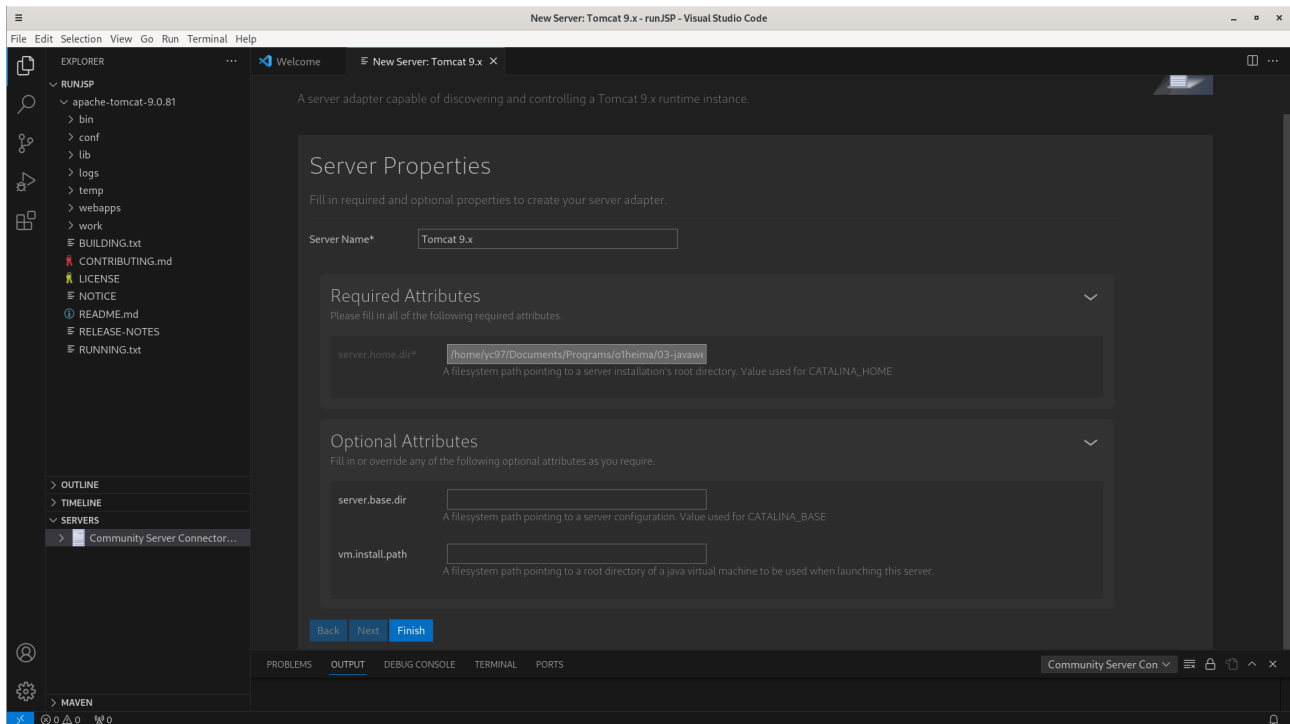 New Server: Tomcat 9.x - runJSP - Visual Studio Code
File Edit Selection View Go Run Terminal Help
EXPLORER
Welcome
New Server: Tomcat 9.x
RUNJSP
apache-tomcat-9.0.81
bin
conf
lib
logs
temp
webapps
work
BUILDING.txt
CONTRIBUTING.md
LICENSE
NOTICE
README.md
RELEASE-NOTES
RUNNING.txt
OUTLINE
TIMELINE
SERVERS
Community Server Connector...
MAVEN
A server adapter capable of discovering and controlling a Tomcat 9.x runtime instance.
Server Properties
Fill in required and optional properties to create your server adapter.
Server Name* Tomcat 9.x
Required Attributes
Please fill in all of the following required attributes.
server.home.dir* /home/yc97/Documents/Programs/o1heima/03-javawe
A filesystem path pointing to a server installation's root directory. Value used for CATALINA_HOME
Optional Attributes
Fill in or override any of the following optional attributes as you require.
server.base.dir
A filesystem path pointing to a server configuration. Value used for CATALINA_BASE
vm.install.path
A filesystem path pointing to a root directory of a java virtual machine to be used when launching this server.
Back Next Finish
PROBLEMS OUTPUT DEBUG CONSOLE TERMINAL PORTS
Community Server Con
0 0 0